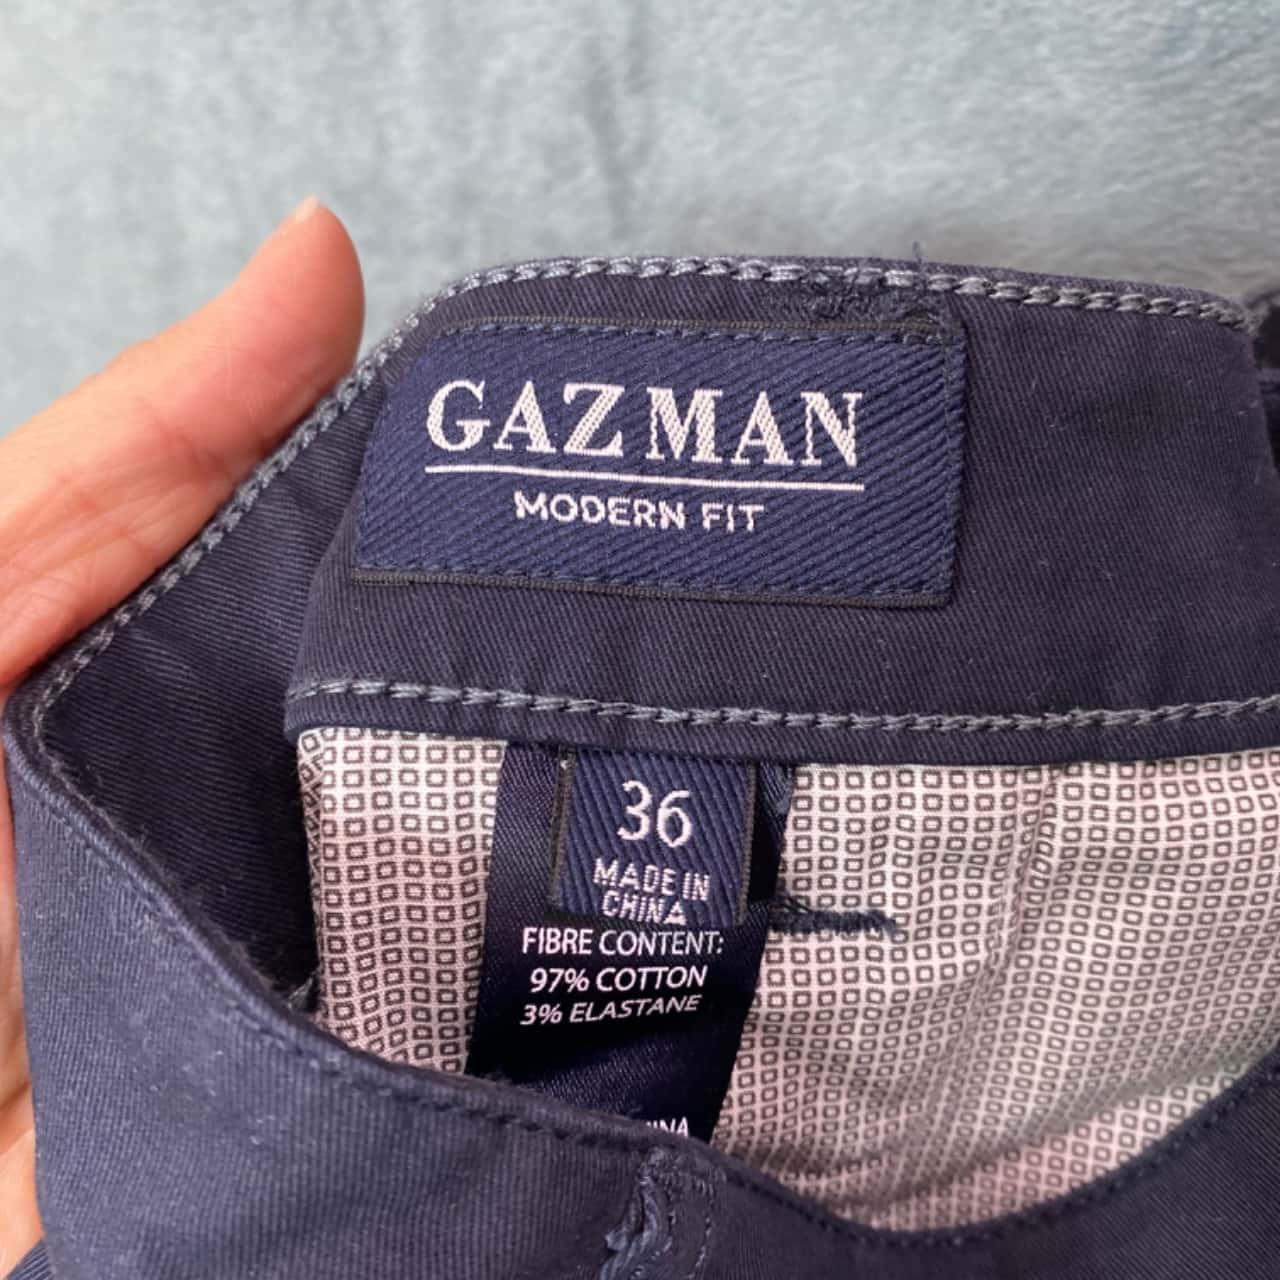 GAZMAN
MODERN FIT
36
MADE IN
CHINA
FIBRE CONTENT:
97% COTTON
3% ELASTANE